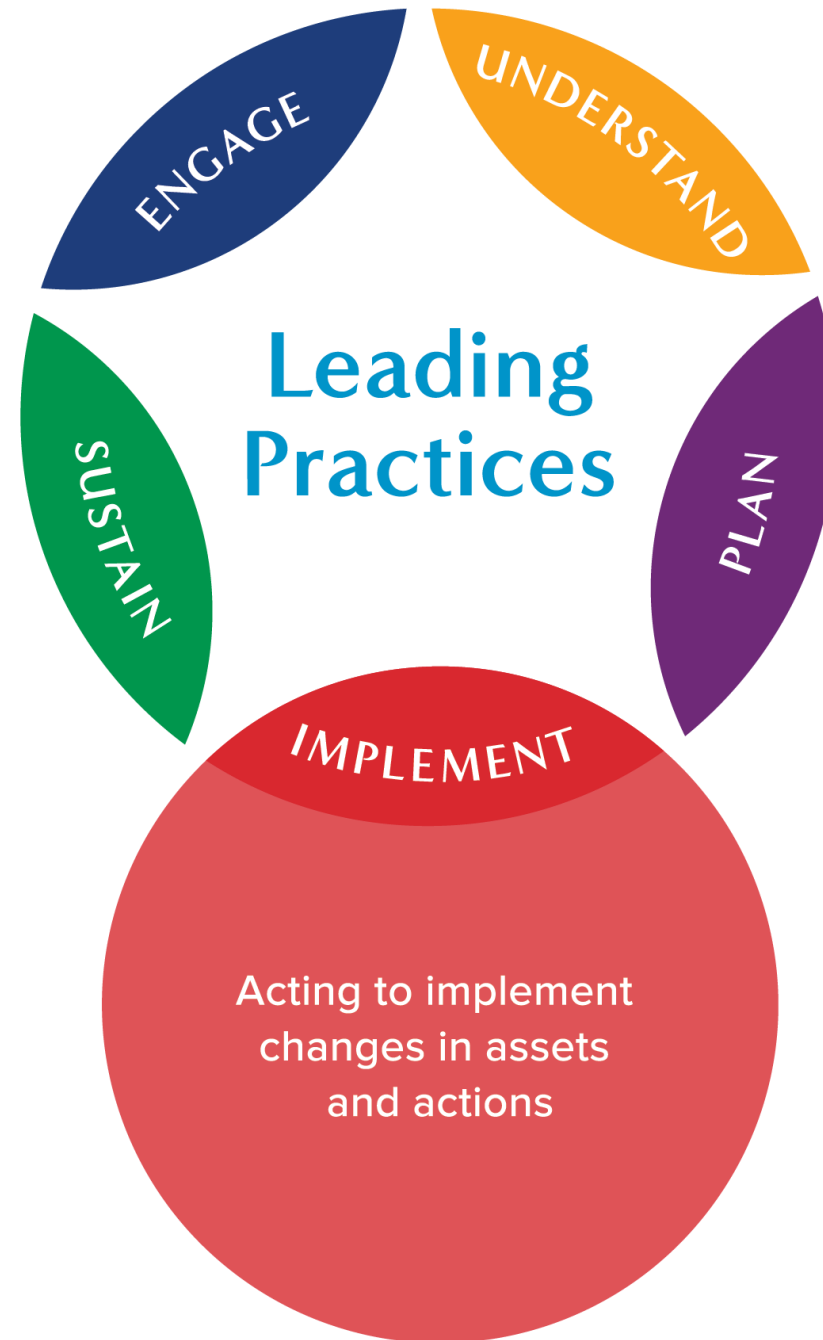 ENGAGE
UNDERSTAND
Leading
Practices
SUSTAIN
PLAN
IMPLEMENT
Acting to implement
changes in assets
and actions